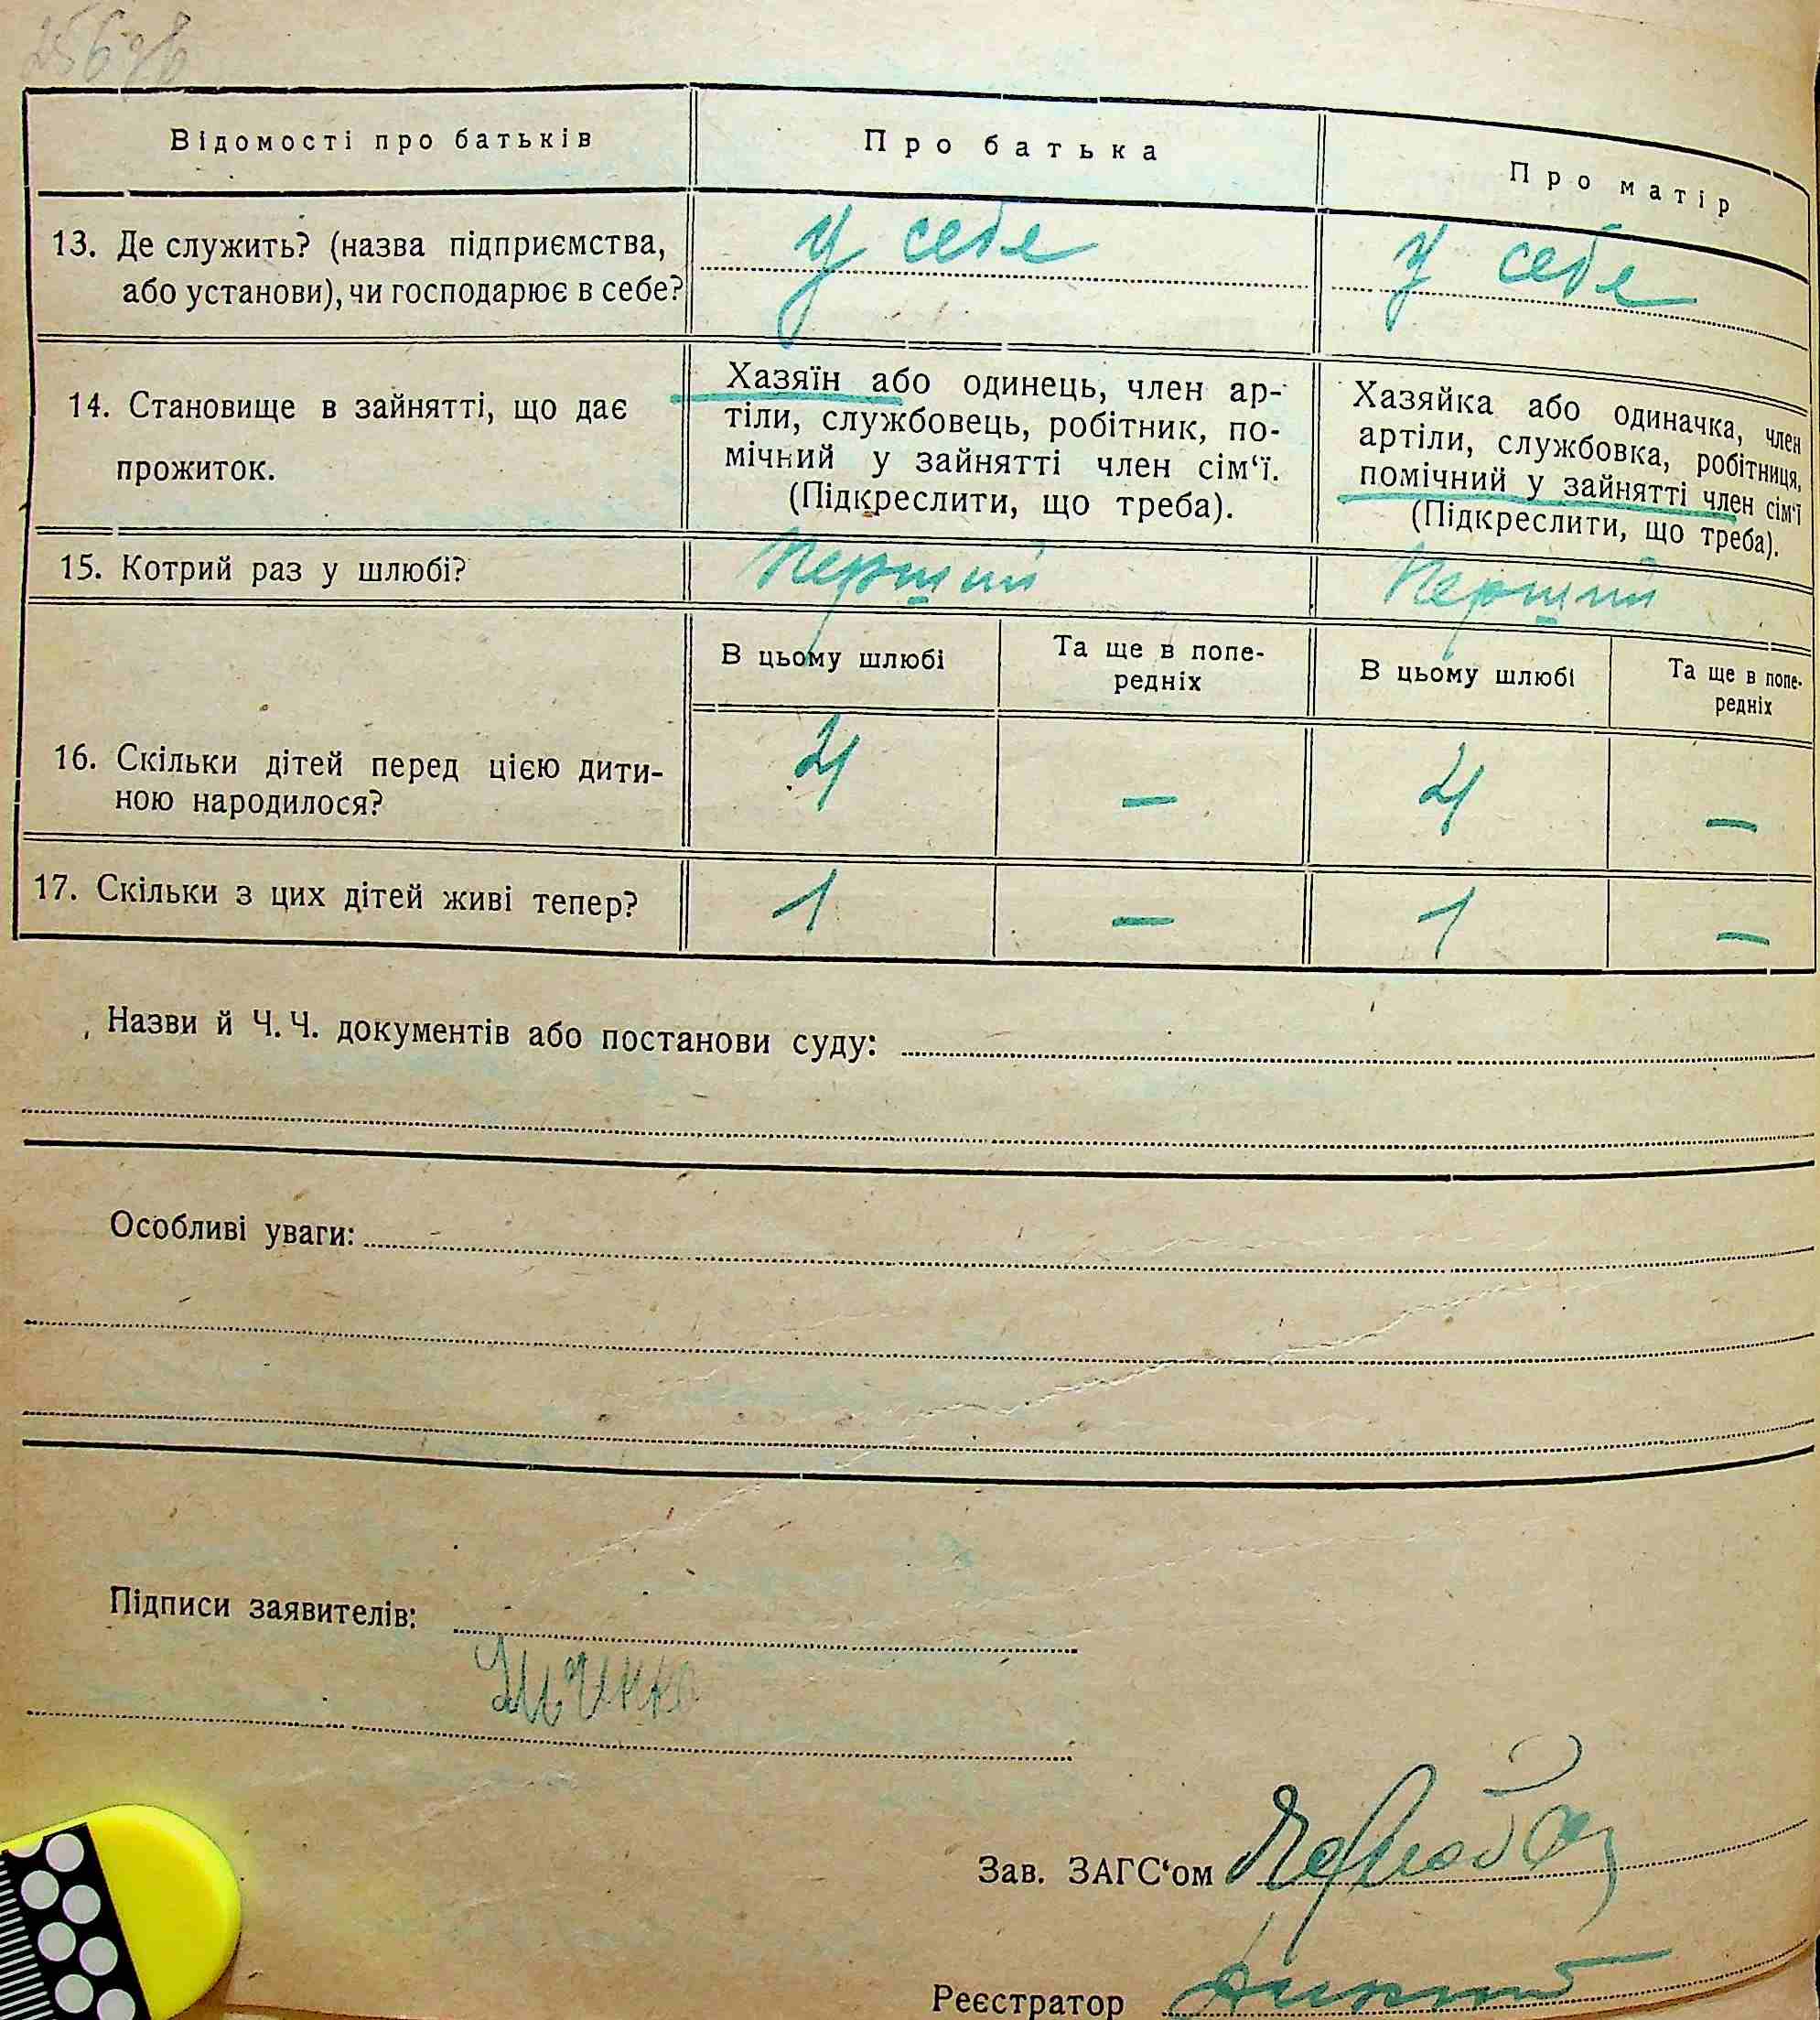 256 зв
Відомості про батьків
Про батька
Про матір
13. Де служить? (назва підприємства,
або установи), чи господарює в себе?
у себе
у себе
14. Становище в зайнятті, що дає
прожиток.
Хазяїн або одинець, член ар-
тіли, службовець, робітник, по-
мічний у зайнятті член сім‘ї.
(Підкреслити, що треба).
Хазяйка або одиначка, член
артіли, службовка, робітниця,
помічний у зайнятті член сім‘ї
(Підкреслити, що треба).
15. Котрий раз у шлюбі?
Перший
Перший
В цьому шлюбі
Та ще в попе-
редніх
В цьому шлюбі
Та ще в попе-
редніх
16. Скільки дітей перед цією дити-
ною народилося?
4
—
4
—
17. Скільки з цих дітей живі тепер?
1
—
1
—
Назви й Ч. Ч. документів або постанови суду:
Особливі уваги:
Підписи заявителів:
Зав. ЗАГС‘ом
Реєстратор